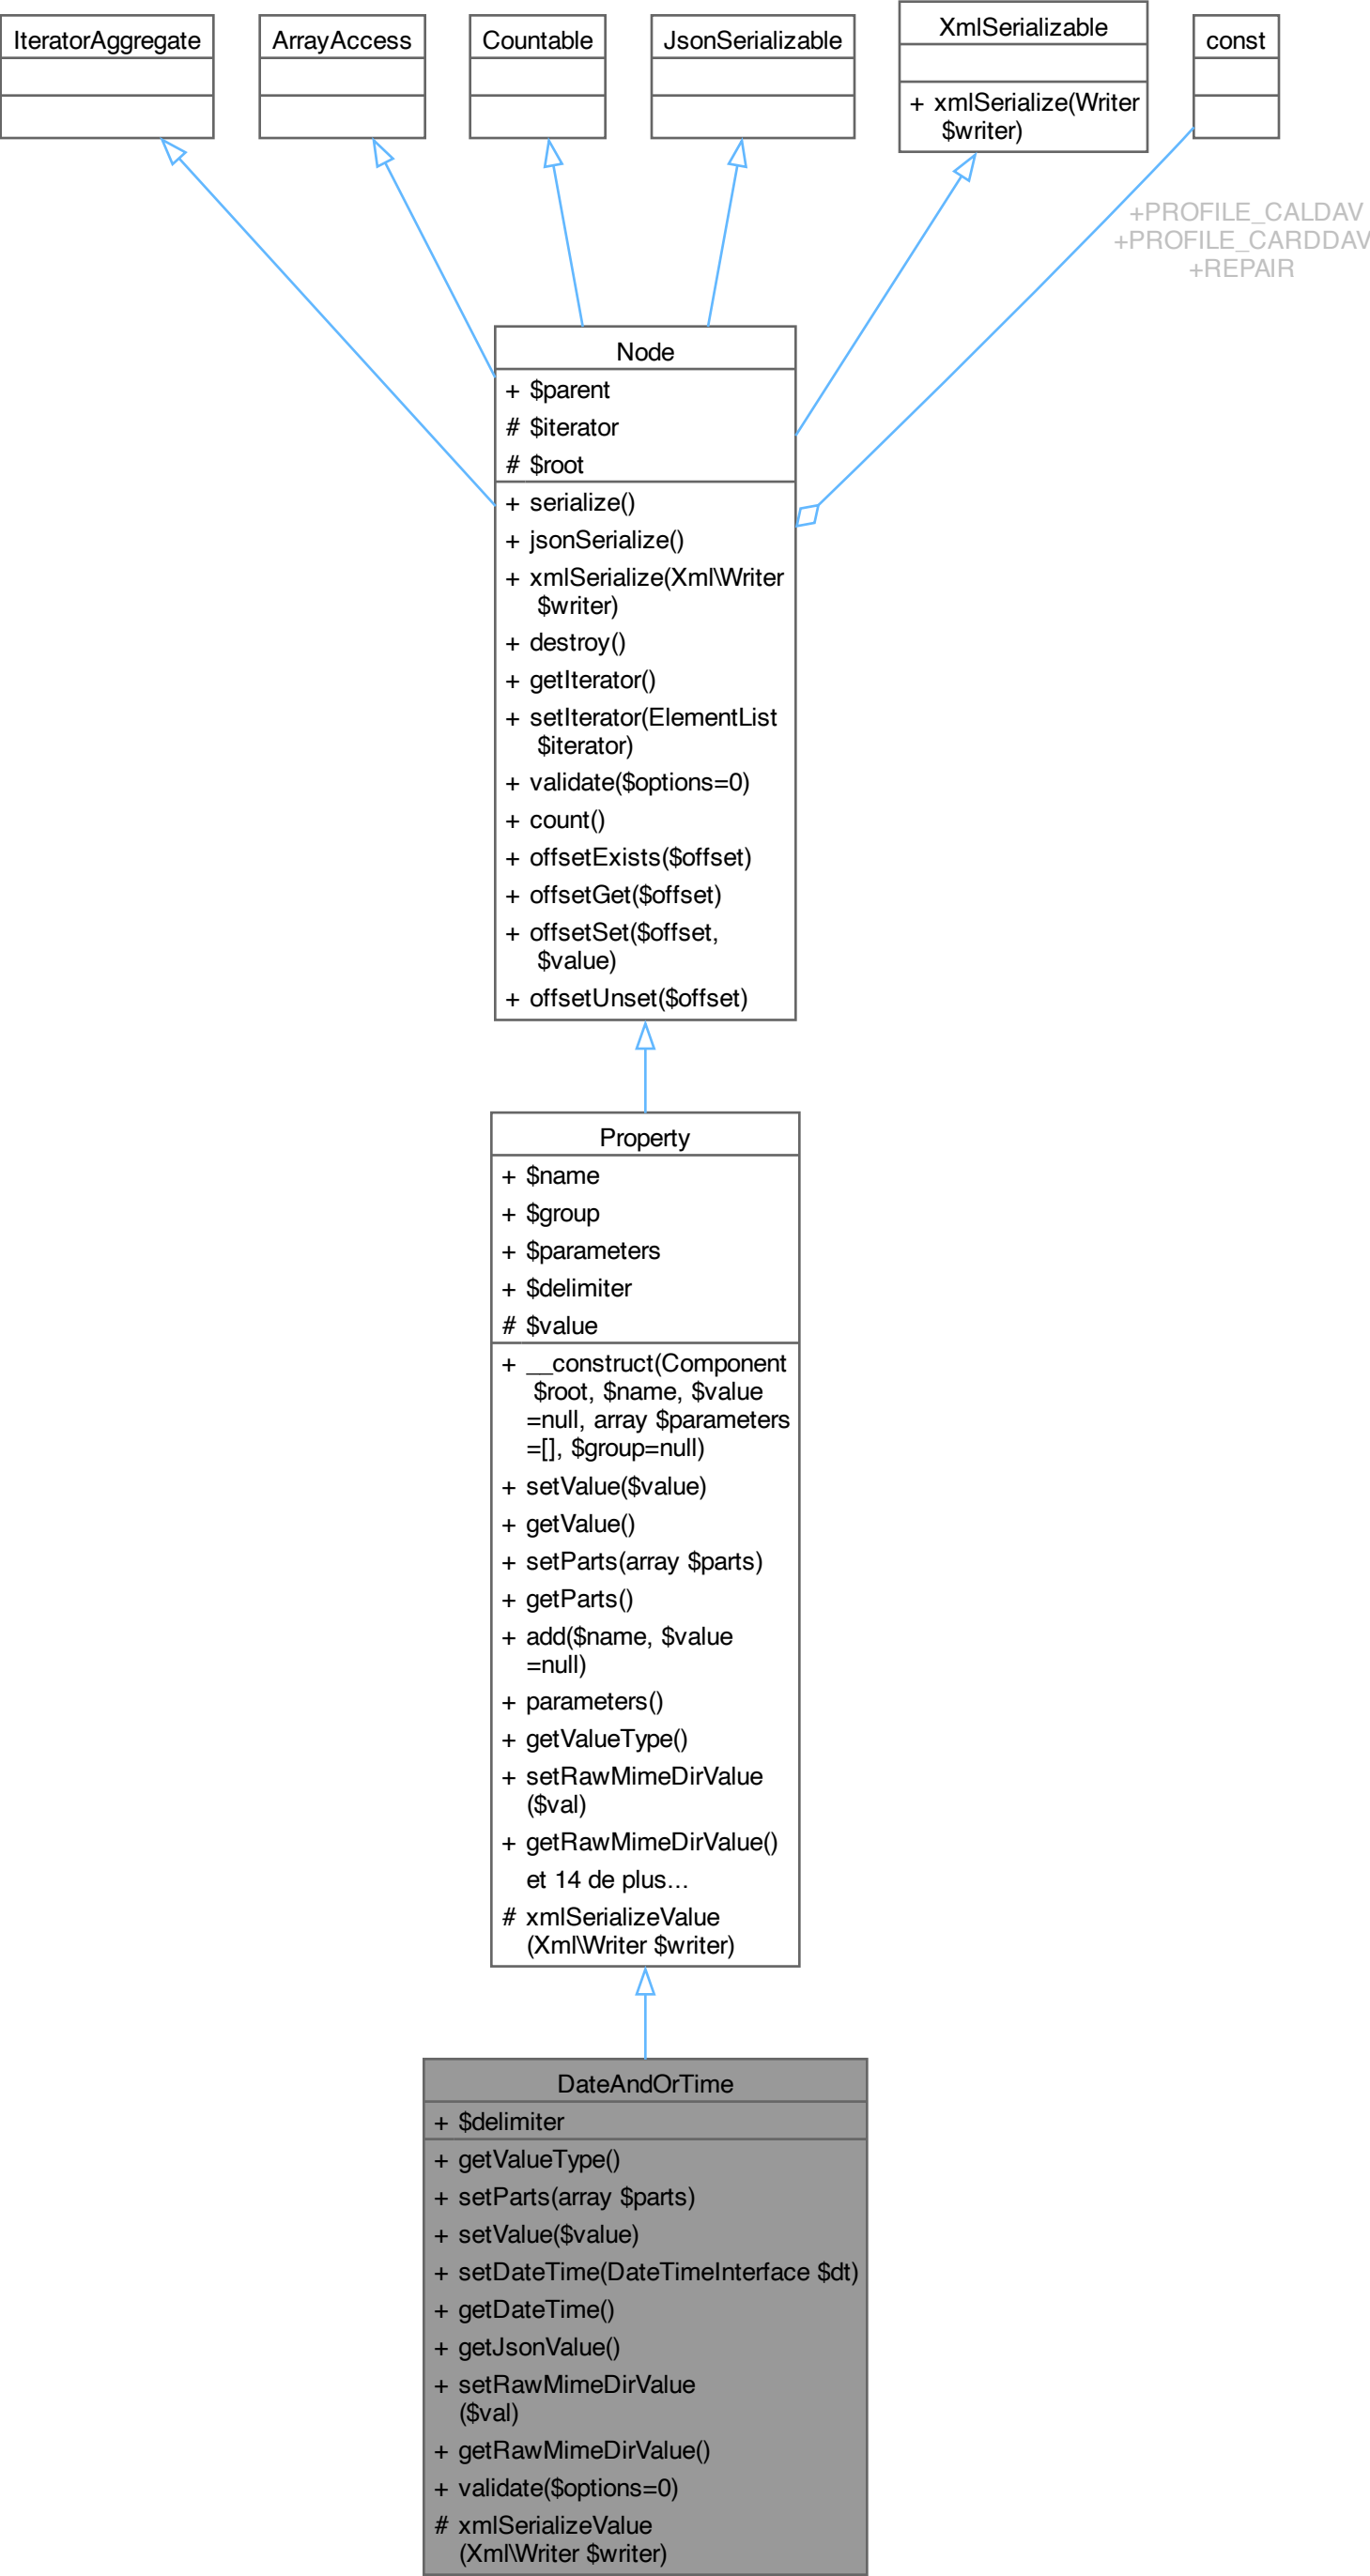 IteratorAggregate
ArrayAccess
Countable
JsonSerializable
XmlSerializable
+ xmlSerialize(Writer
$writer)
const
+PROFILE_CALDAV
+PROFILE_CARDDAV
+REPAIR
Node
+ $parent
# $iterator
# $root
+ serialize()
+ jsonSerialize()
+ xmlSerialize(Xml\Writer
$writer)
+ destroy()
+ getIterator()
+ setIterator(ElementList
$iterator)
+ validate($options=0)
+ count()
+ offsetExists($offset)
+ offsetGet($offset)
+ offsetSet($offset,
$value)
+ offsetUnset($offset)
Property
+ $name
+ $group
+ $parameters
+ $delimiter
# $value
+ __construct(Component
$root, $name, $value
=null, array $parameters
=[], $group=null)
+ setValue($value)
+ getValue()
+ setParts(array $parts)
+ getParts()
+ add($name, $value
=null)
+ parameters()
+ getValueType()
+ setRawMimeDirValue
($val)
+ getRawMimeDirValue()
et 14 de plus...
# xmlSerializeValue
(Xml\Writer $writer)
DateAndOrTime
+ $delimiter
+ getValueType()
+ setParts(array $parts)
+ setValue($value)
+ setDateTime(DateTimeInterface $dt)
+ getDateTime()
+ getJsonValue()
+ setRawMimeDirValue
($val)
+ getRawMimeDirValue()
+ validate($options=0)
# xmlSerializeValue
(Xml\Writer $writer)